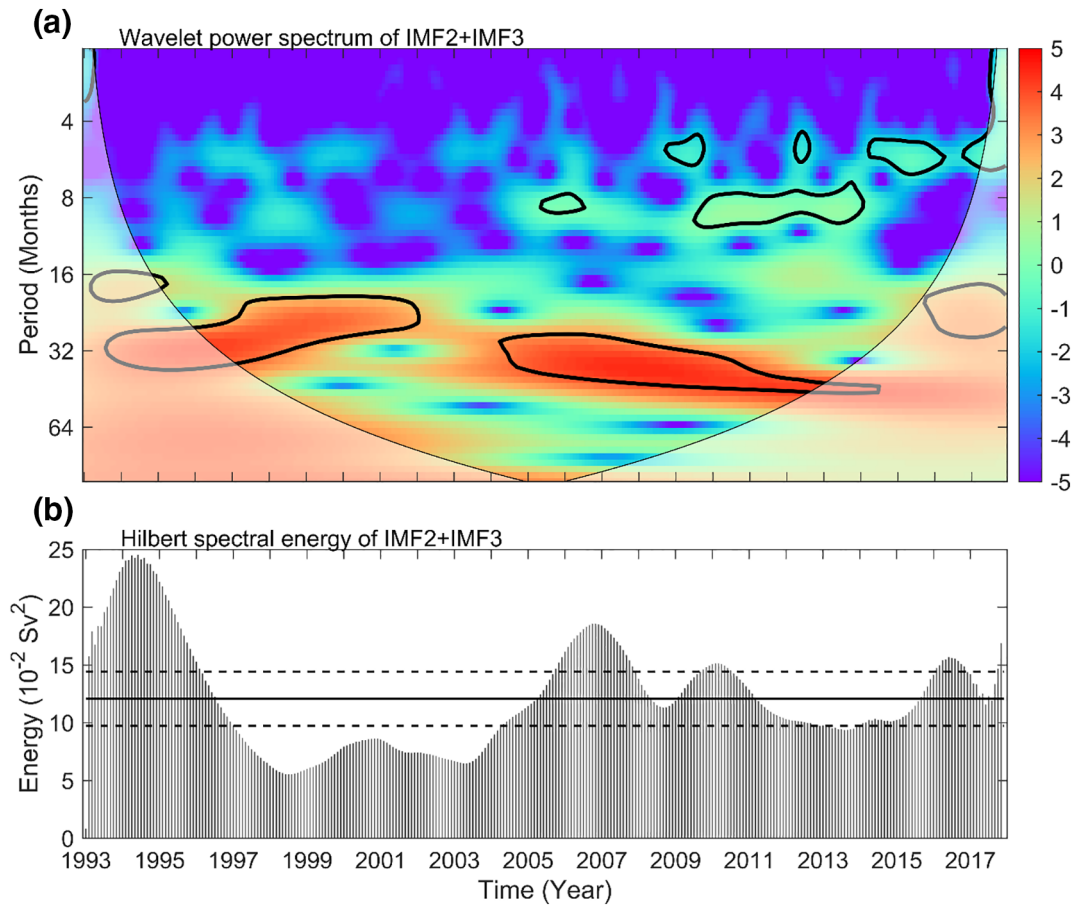 (a)
Wavelet power spectrum of IMF2+IMF3
Period (Months)
4
8
16
32
64
5
4
3
2
1
0
-1
-2
-3
-4
-5
(b)
Hilbert spectral energy of IMF2+IMF3
Energy (10⁻² Sv²)
25
20
15
10
5
0
1993 1995 1997 1999 2001 2003 2005 2007 2009 2011 2013 2015 2017
Time (Year)